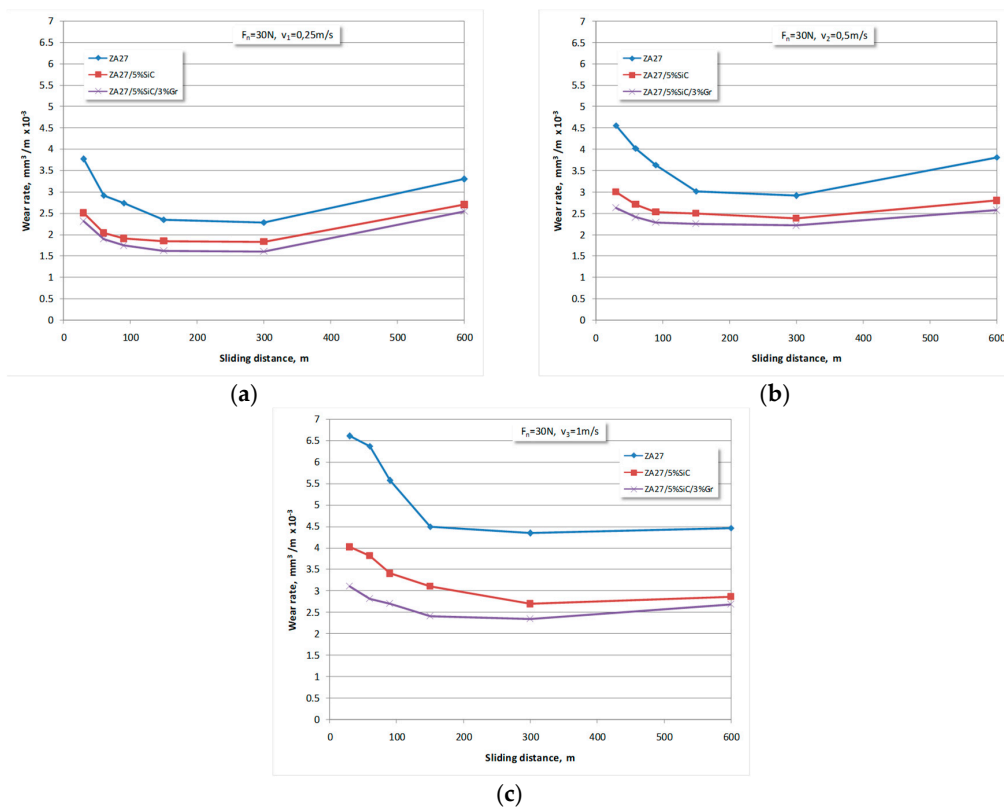 Fn=30N, v1=0,25m/s
ZA27
ZA27/5%SiC
ZA27/5%SiC/3%Gr
Wear rate, mm³/m x10⁻³
7
6.5
6
5.5
5
4.5
4
3.5
3
2.5
2
1.5
1
0.5
0
0 100 200 300 400 500 600
Sliding distance, m
(a)
Fn=30N, v2=0,5m/s
ZA27
ZA27/5%SiC
ZA27/5%SiC/3%Gr
Wear rate, mm³/m x 10⁻³
7
6.5
6
5.5
5
4.5
4
3.5
3
2.5
2
1.5
1
0.5
0
0 100 200 300 400 500 600
Sliding distance, m
(b)
Fn=30N, v3=1m/s
ZA27
ZA27/5%SiC
ZA27/5%SiC/3%Gr
Wear rate, mm³/m x 10⁻³
7
6.5
6
5.5
5
4.5
4
3.5
3
2.5
2
1.5
1
0.5
0
0 100 200 300 400 500 600
Sliding distance, m
(c)